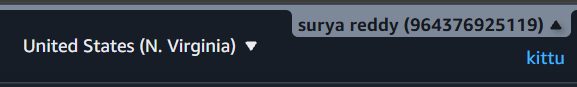 surya reddy (964376925119) ▲
United States (N. Virginia) ▼
kittu